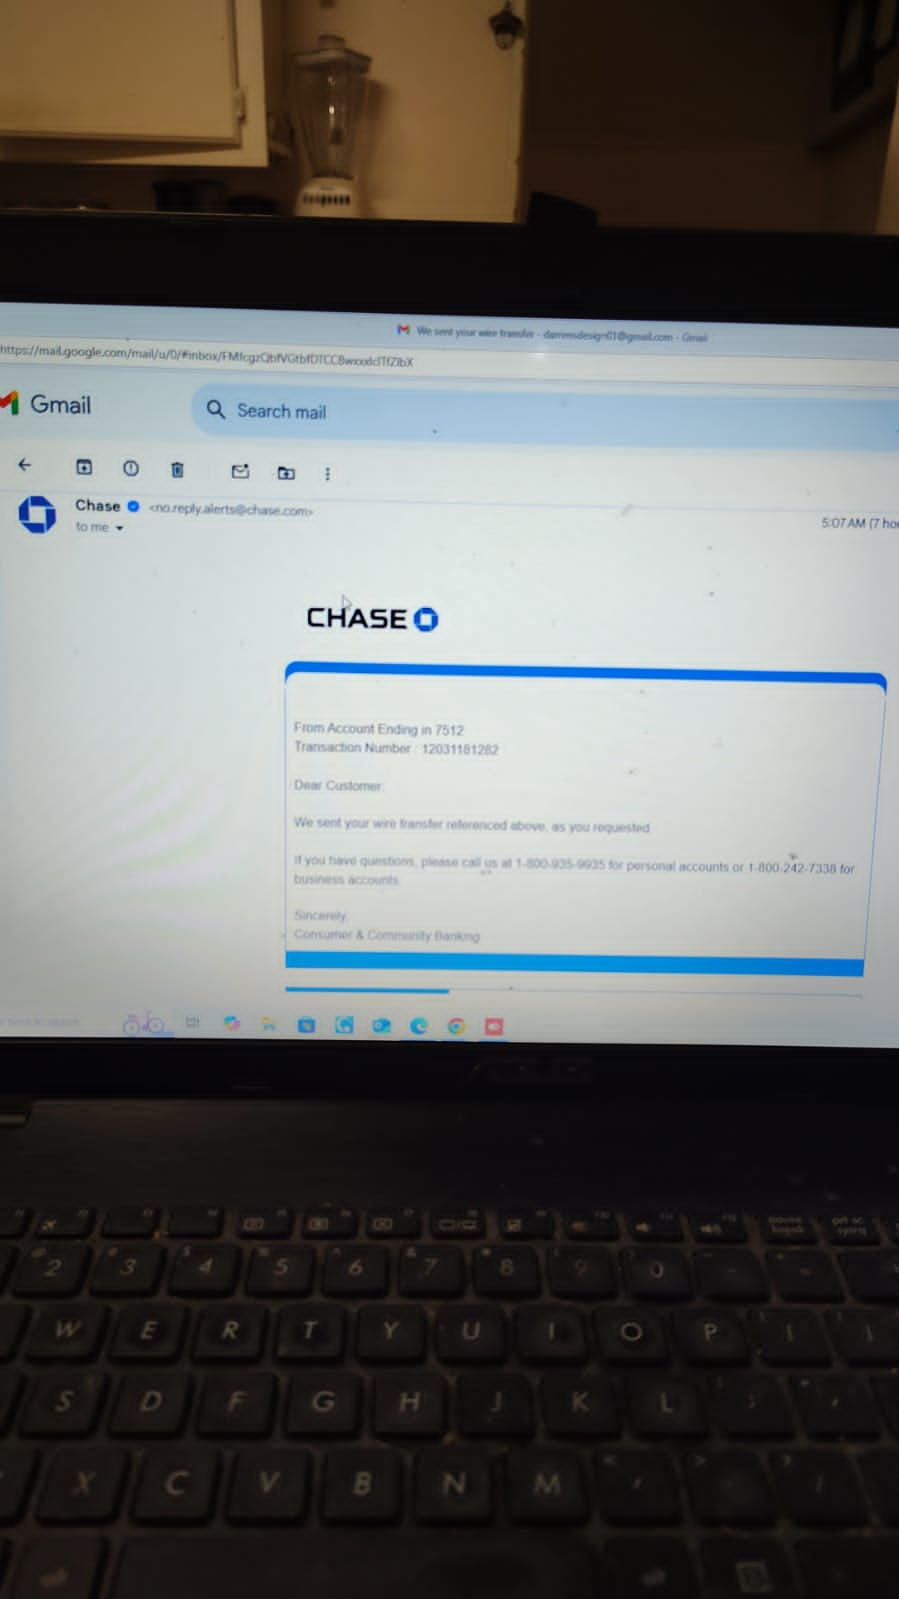 We sent your wire transfer - damnsdesign01@gmail.com - Gmail
https://mail.google.com/mail/u/0/#inbox/
Gmail
Search mail
Chase <no.reply.alerts@chase.com>
to me
5:07 AM (7 ho
CHASE
From Account Ending in 7512
Transaction Number : 12031181282
Dear Customer:
We sent your wire transfer referenced above, as you requested
If you have questions, please call us at 1-800-935-9935 for personal accounts or 1-800-242-7338 for
business accounts
Sincerely
Consumer & Community Banking
ASUS
2 3 4 5 6 7 8 9 0
W E R T Y U I O P
S D F G H J K L
X C V B N M